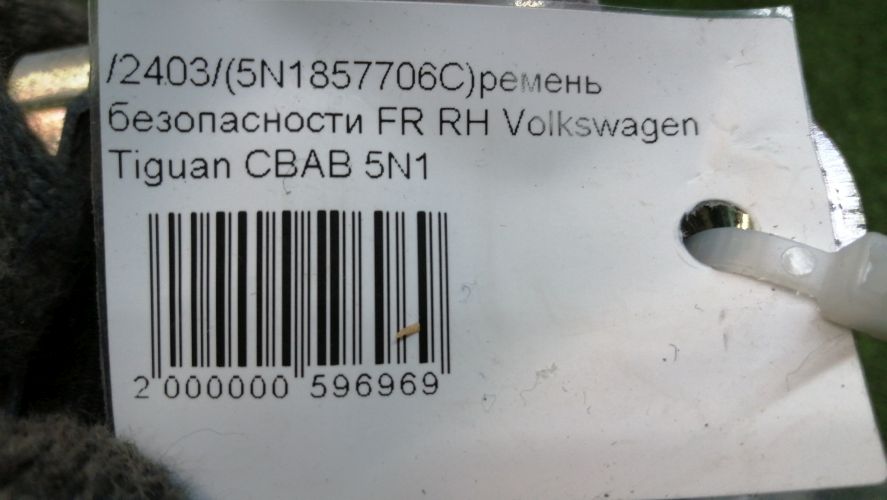 /2403/(5N1857706C)ремень
безопасности FR RH Volkswagen
Tiguan CBAB 5N1
2 000000 596969